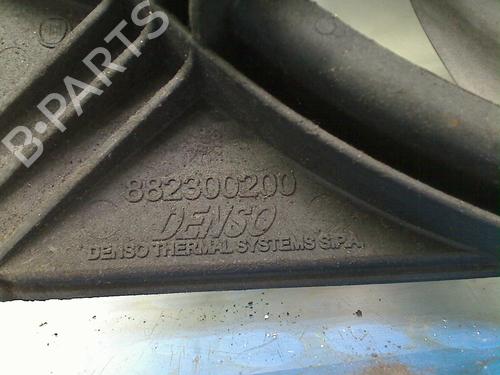 B-PARTS
882300200
DENSO
DENSO THERMAL SYSTEMS S.P.A.